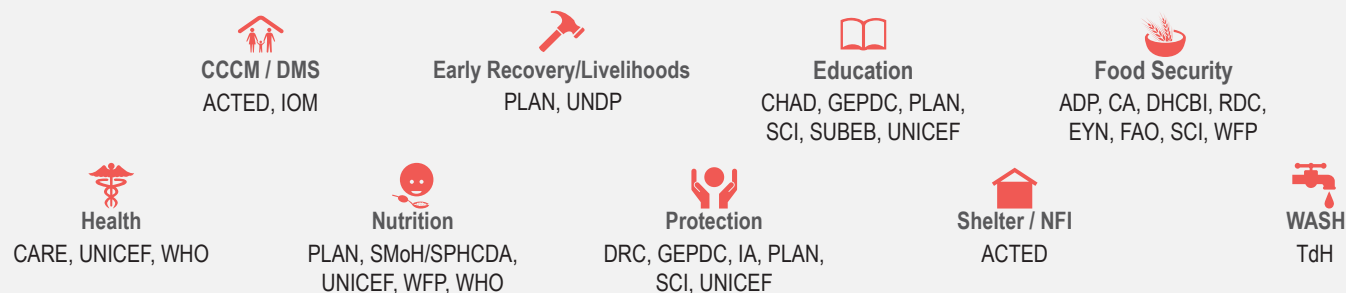 CCCM / DMS
ACTED, IOM
Early Recovery/Livelihoods
PLAN, UNDP
Education
CHAD, GEPDC, PLAN,
SCI, SUBEB, UNICEF
Food Security
ADP, CA, DHCBI, RDC,
EYN, FAO, SCI, WFP
Health
CARE, UNICEF, WHO
Nutrition
PLAN, SMoH/SPHCDA,
UNICEF, WFP, WHO
Protection
DRC, GEPDC, IA, PLAN,
SCI, UNICEF
Shelter / NFI
ACTED
WASH
TdH